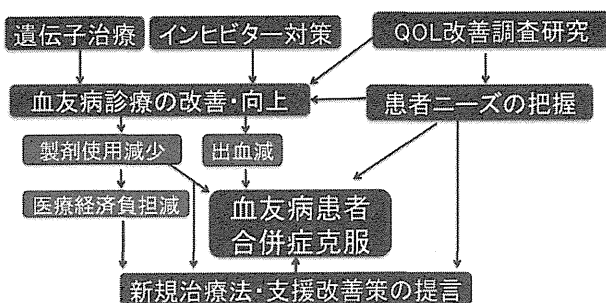 遺伝子治療
インヒビター対策
QOL改善調査研究
血友病診療の改善・向上
患者ニーズの把握
製剤使用減少
出血減
医療経済負担減
血友病患者
合併症克服
新規治療法・支援改善策の提言